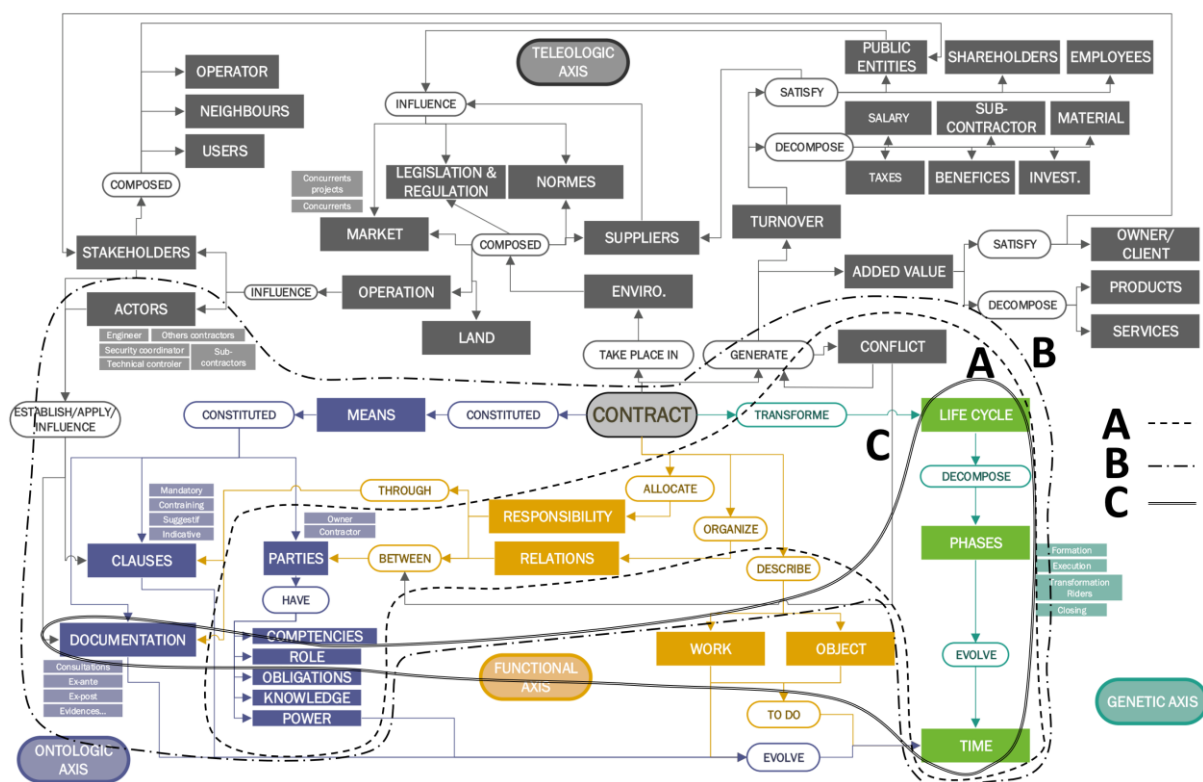 TELEOLOGIC
AXIS
PUBLIC
ENTITIES
SHAREHOLDERS
EMPLOYEES
OPERATOR
NEIGHBOURS
USERS
INFLUENCE
SATISFY
SALARY
SUB-
CONTRACTOR
MATERIAL
DECOMPOSE
TAXES
BENEFICES
INVEST.
COMPOSED
Concurrents
projects
Concurrents
LEGISLATION &
REGULATION
NORMES
MARKET
COMPOSED
SUPPLIERS
TURNOVER
STAKEHOLDERS
SATISFY
OWNER/
CLIENT
ADDED VALUE
ACTORS
INFLUENCE
OPERATION
ENVIRO.
DECOMPOSE
PRODUCTS
SERVICES
Engineer
Others contractors
Security coordinator
Sub-
contractors
Technical controler
LAND
TAKE PLACE IN
GENERATE
CONFLICT
A
B
ESTABLISH/APPLY/
INFLUENCE
CONSTITUTED
MEANS
CONSTITUTED
CONTRACT
TRANSFORME
LIFE CYCLE
C
A
B
C
DECOMPOSE
THROUGH
ALLOCATE
Mandatory
Contraining
Suggestif
Indicative
Owner
Contractor
RESPONSIBILITY
ORGANIZE
PHASES
CLAUSES
PARTIES
BETWEEN
RELATIONS
DESCRIBE
Formation
Execution
Transformation
Riders
Closing
HAVE
DOCUMENTATION
COMPTENCIES
ROLE
OBLIGATIONS
KNOWLEDGE
POWER
WORK
OBJECT
EVOLVE
Consultations
Ex-ante
Ex-post
Evidences...
FUNCTIONAL
AXIS
GENETIC AXIS
TO DO
ONTOLOGIC
AXIS
EVOLVE
TIME